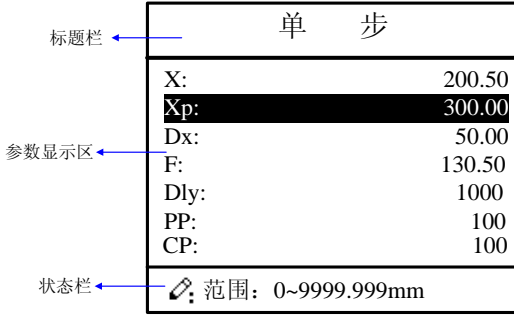 标题栏
单 步
参数显示区
X: 200.50
Xp: 300.00
Dx: 50.00
F: 130.50
Dly: 1000
PP: 100
CP: 100
状态栏
: 范围：0~9999.999mm